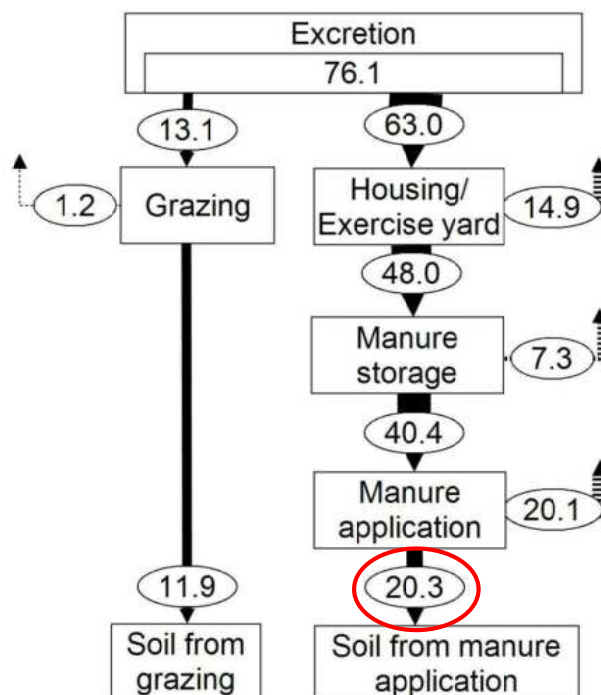 Excretion
76.1
13.1
63.0
1.2
Grazing
Housing/
Exercise yard
14.9
48.0
Manure
storage
7.3
40.4
Manure
application
20.1
11.9
20.3
Soil from
grazing
Soil from manure
application